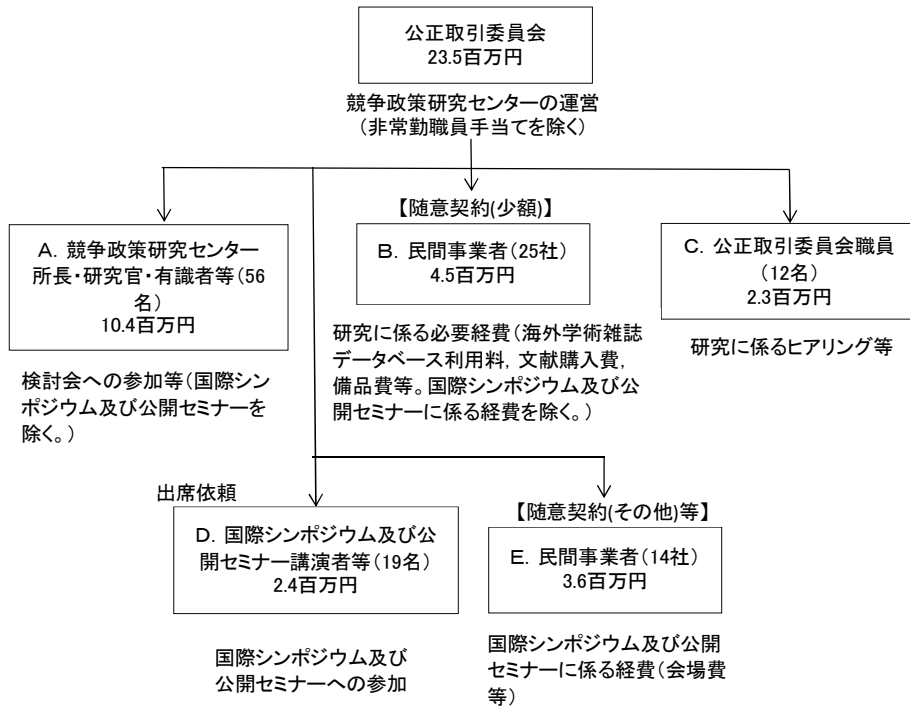 公正取引委員会
23.5百万円
競争政策研究センターの運営
（非常勤職員手当てを除く）
A．競争政策研究センター
所長・研究官・有識者等（56
名）
10.4百万円
検討会への参加等（国際シン
ポジウム及び公開セミナーを
除く。）
【随意契約(少額)】
B．民間事業者（25社）
4.5百万円
研究に係る必要経費（海外学術雑誌
データベース利用料，文献購入費，
備品費等。国際シンポジウム及び公
開セミナーに係る経費を除く。）
C．公正取引委員会職員
（12名）
2.3百万円
研究に係るヒアリング等
出席依頼
D．国際シンポジウム及び公
開セミナー講演者等（19名）
2.4百万円
国際シンポジウム及び
公開セミナーへの参加
【随意契約(その他)等】
E．民間事業者（14社）
3.6百万円
国際シンポジウム及び公開
セミナーに係る経費（会場費
等）